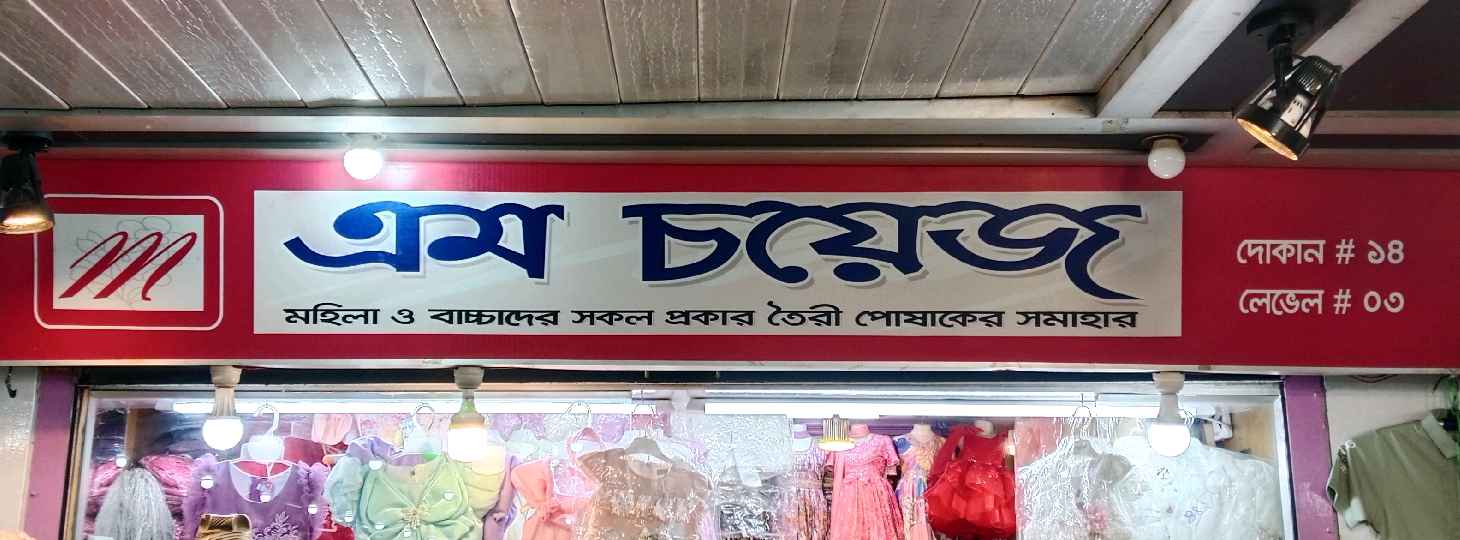 m
এম চয়েজ
মহিলা ও বাচ্চাদের সকল প্রকার তৈরী পোষাকের সমাহার
দোকান # ১৪
লেভেল # ০৩